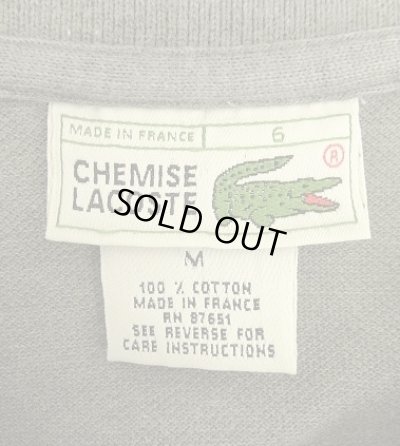 MADE IN FRANCE 6
CHEMISE ®
LACOSTE
SOLD OUT
M
100 % COTTON
MADE IN FRANCE
RN 87651
SEE REVERSE FOR
CARE INSTRUCTIONS